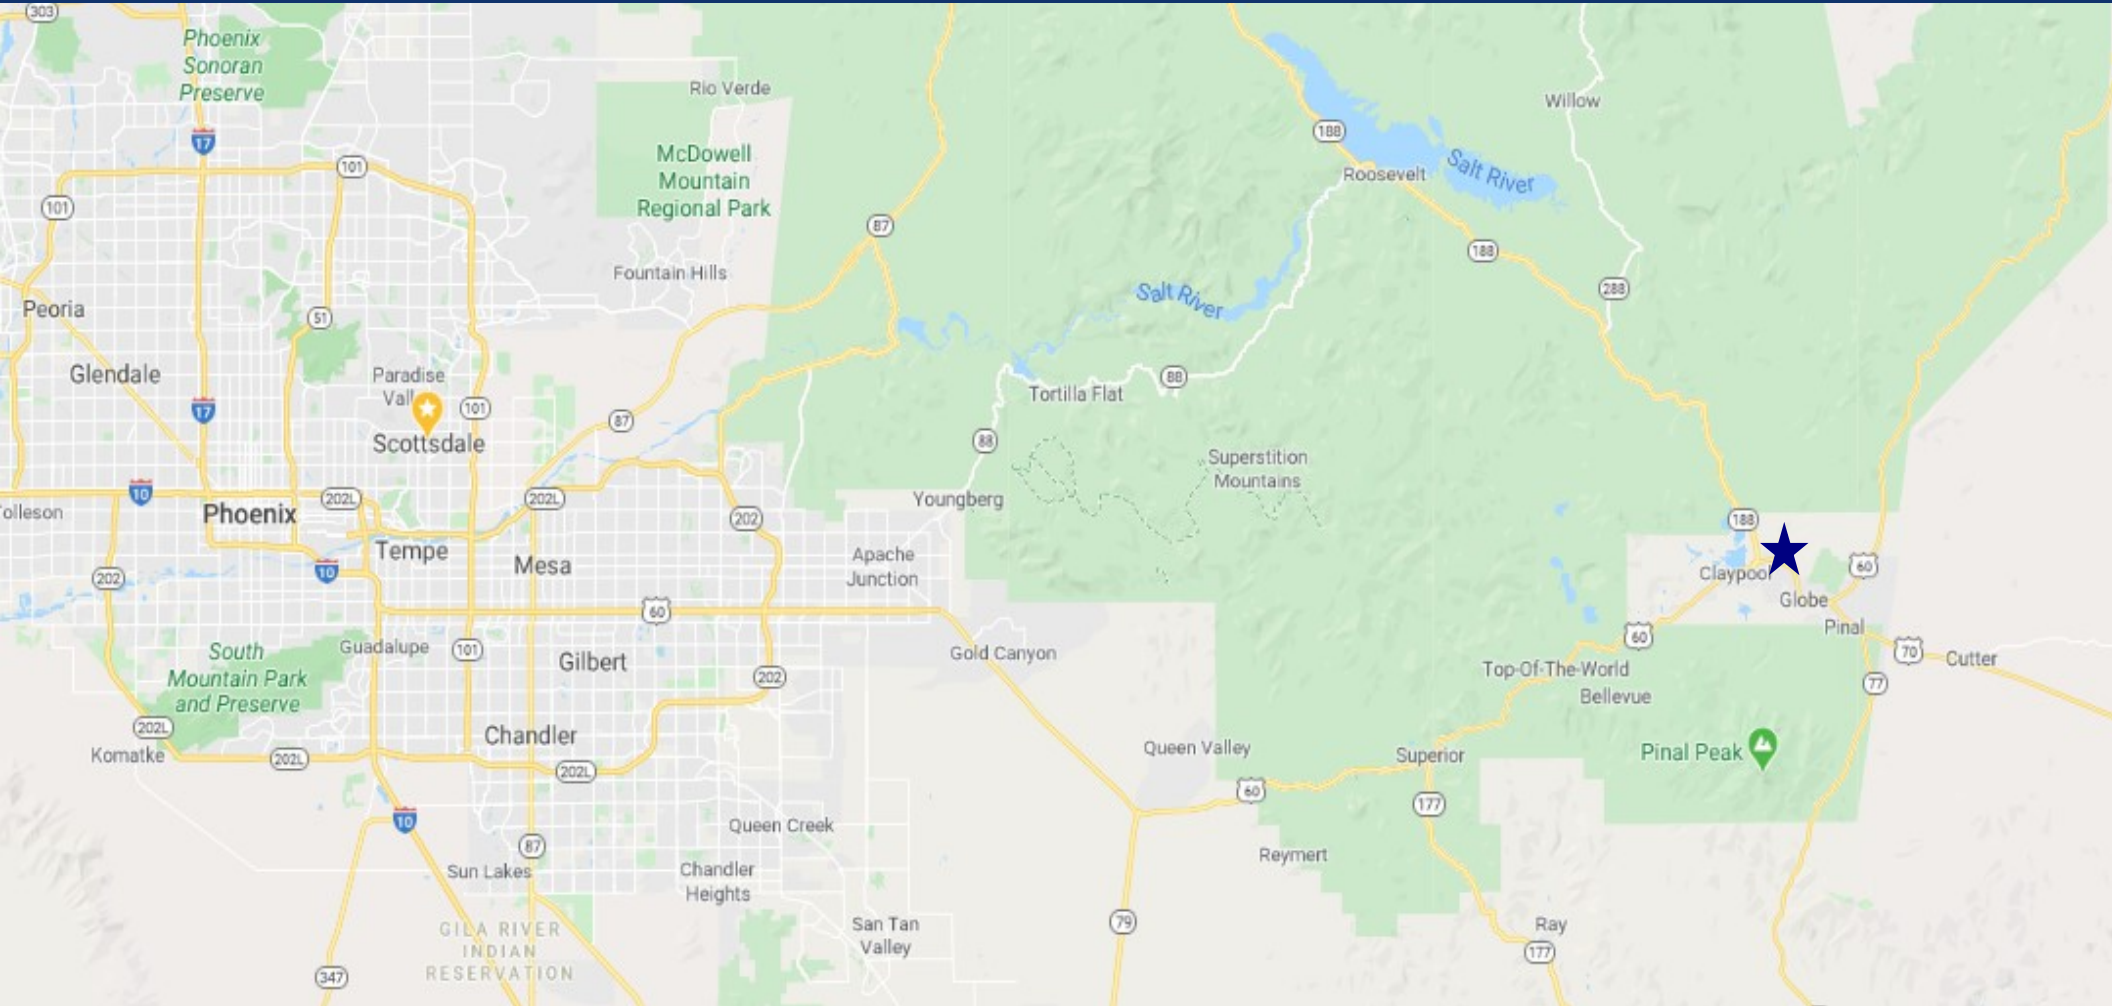 303
Phoenix
Sonoran
Preserve
Rio Verde
Willow
188
17
McDowell
Mountain
Regional Park
Salt River
101
Roosevelt
101
87
188
Fountain Hills
288
Salt River
Peoria
51
Glendale
Paradise
Val
88
Tortilla Flat
17
101
87
Scottsdale
88
Superstition
Mountains
10
202L
202L
Youngberg
olleson
Phoenix
202
188
Tempe
Mesa
Apache
Junction
10
202
Claypool
60
Globe
60
Pinal
60
South
Mountain Park
and Preserve
Guadalupe
101
Gilbert
Gold Canyon
70
Cutter
Top-Of-The-World
Bellevue
202
77
202L
Chandler
Komatke
202L
202L
Queen Valley
Superior
Pinal Peak
60
177
10
Queen Creek
87
Sun Lakes
Chandler
Heights
Reymert
GILA RIVER
INDIAN
RESERVATION
San Tan
Valley
79
Ray
177
347